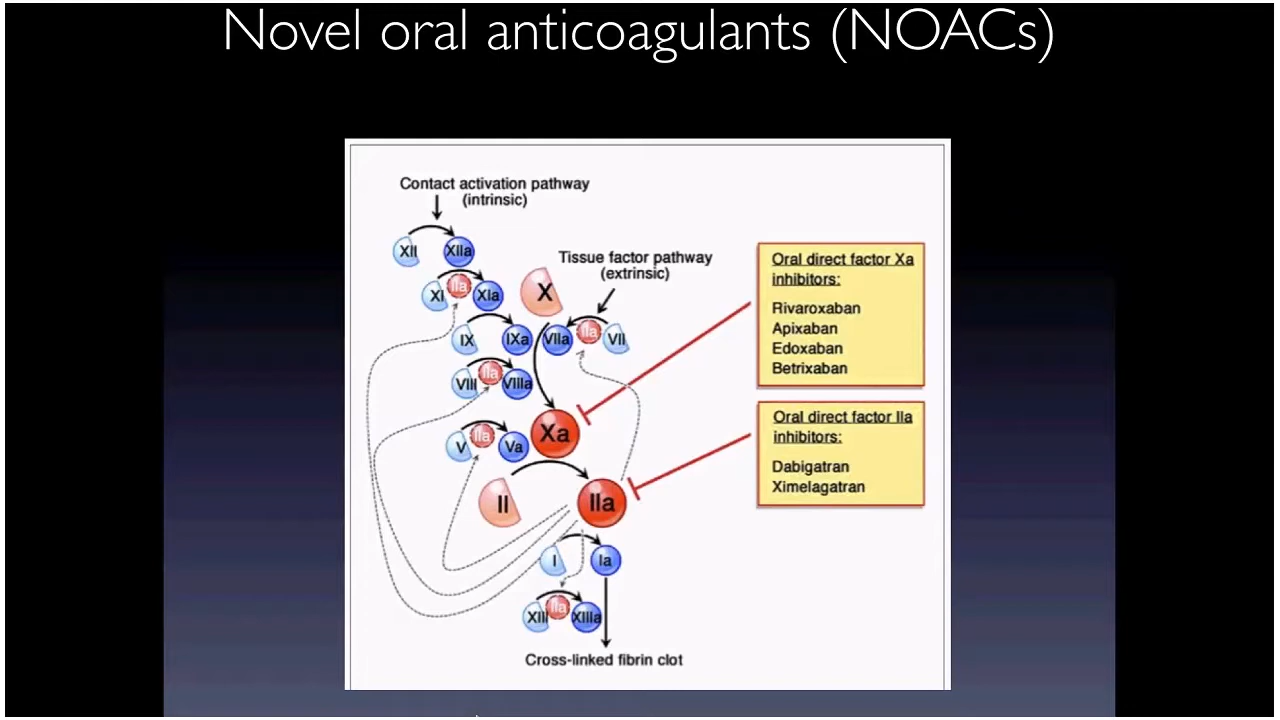 Novel oral anticoagulants (NOACs)
Contact activation pathway
(intrinsic)
XII
XIIa
Tissue factor pathway
(extrinsic)
XI
IIa
XIa
X
IX
IXa
VIIa
IIa
VII
VIII
IIa
VIIIa
V
IIa
Va
Xa
II
IIa
I
Ia
XIII
IIa
XIIIa
Cross-linked fibrin clot
Oral direct factor Xa
inhibitors:
Rivaroxaban
Apixaban
Edoxaban
Betrixaban
Oral direct factor IIa
inhibitors:
Dabigatran
Ximelagatran